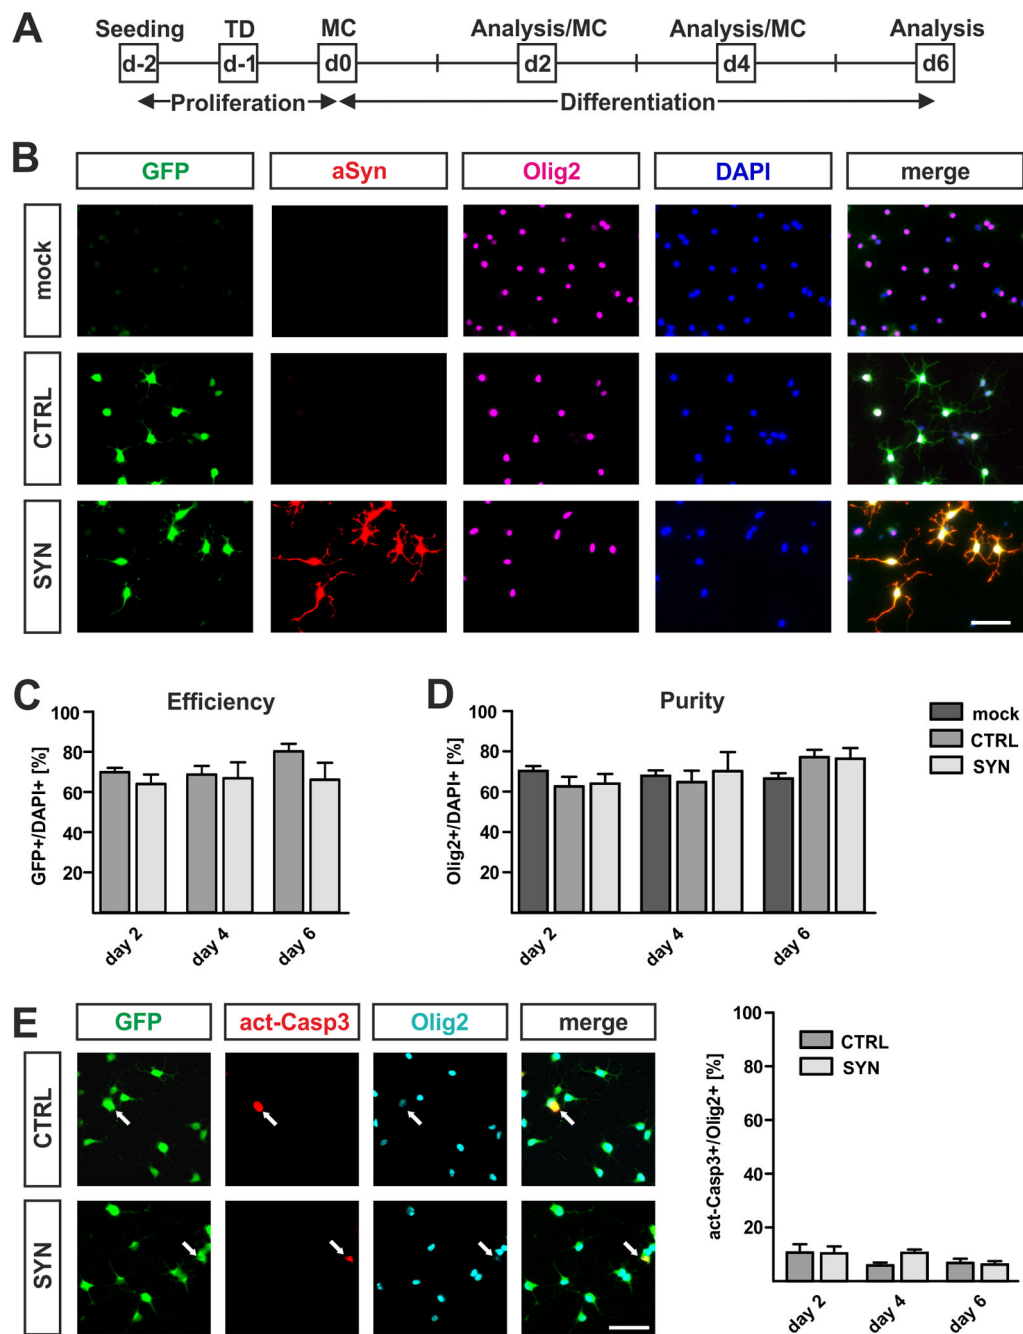 A
Seeding TD MC Analysis/MC Analysis/MC Analysis
d-2 d-1 d0 d2 d4 d6
Proliferation Differentiation
B
GFP aSyn Olig2 DAPI merge
mock
CTRL
SYN
C
Efficiency
GFP+/DAPI+ [%]
100
80
60
40
20
day 2 day 4 day 6
D
Purity
Olig2+/DAPI+ [%]
100
80
60
40
20
day 2 day 4 day 6
mock
CTRL
SYN
E
GFP act-Casp3 Olig2 merge
CTRL
SYN
act-Casp3+/Olig2+ [%]
100
80
60
40
20
CTRL
SYN
day 2 day 4 day 6